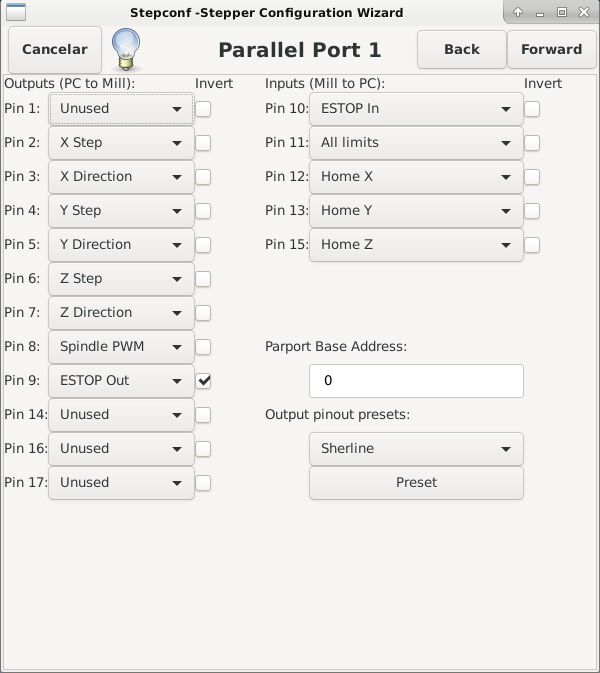 Stepconf -Stepper Configuration Wizard
Cancelar Parallel Port 1 Back Forward
Outputs (PC to Mill): Invert Inputs (Mill to PC): Invert
Pin 1: Unused Pin 10: ESTOP In
Pin 2: X Step Pin 11: All limits
Pin 3: X Direction Pin 12: Home X
Pin 4: Y Step Pin 13: Home Y
Pin 5: Y Direction Pin 15: Home Z
Pin 6: Z Step
Pin 7: Z Direction
Pin 8: Spindle PWM Parport Base Address:
Pin 9: ESTOP Out 0
Pin 14: Unused Output pinout presets:
Pin 16: Unused Sherline
Pin 17: Unused Preset